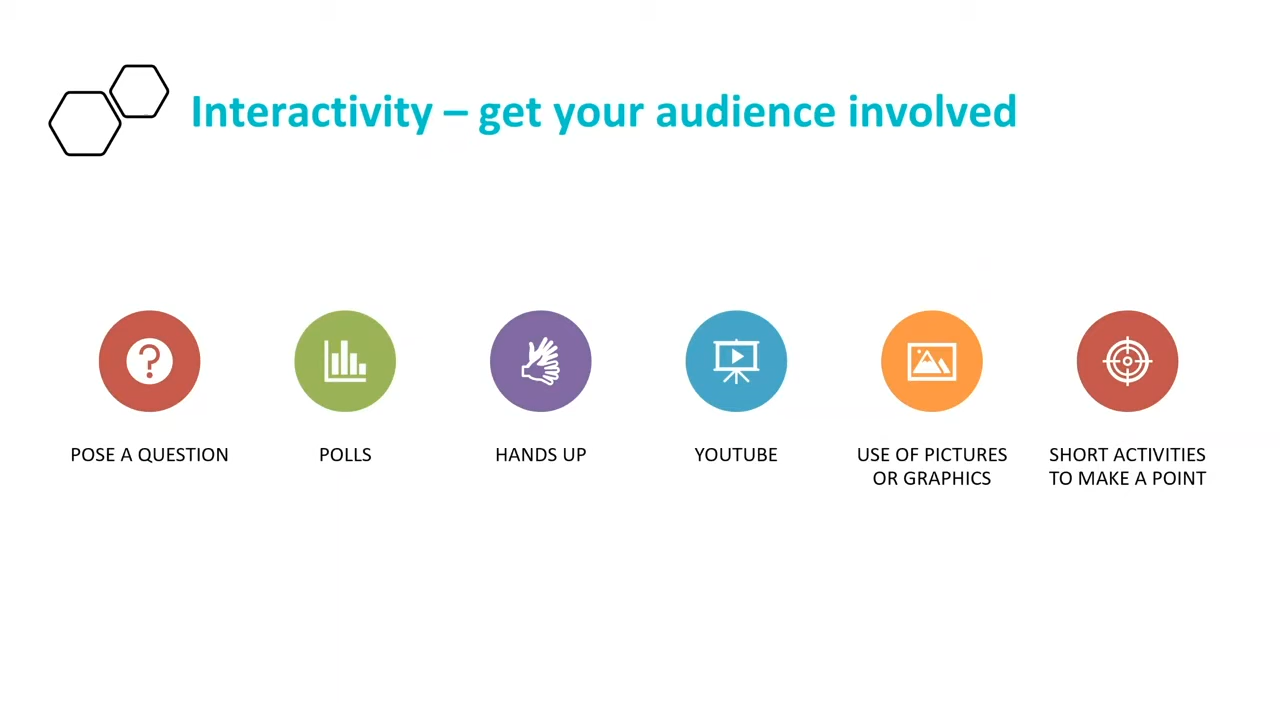 Interactivity – get your audience involved
POSE A QUESTION
POLLS
HANDS UP
YOUTUBE
USE OF PICTURES
OR GRAPHICS
SHORT ACTIVITIES
TO MAKE A POINT